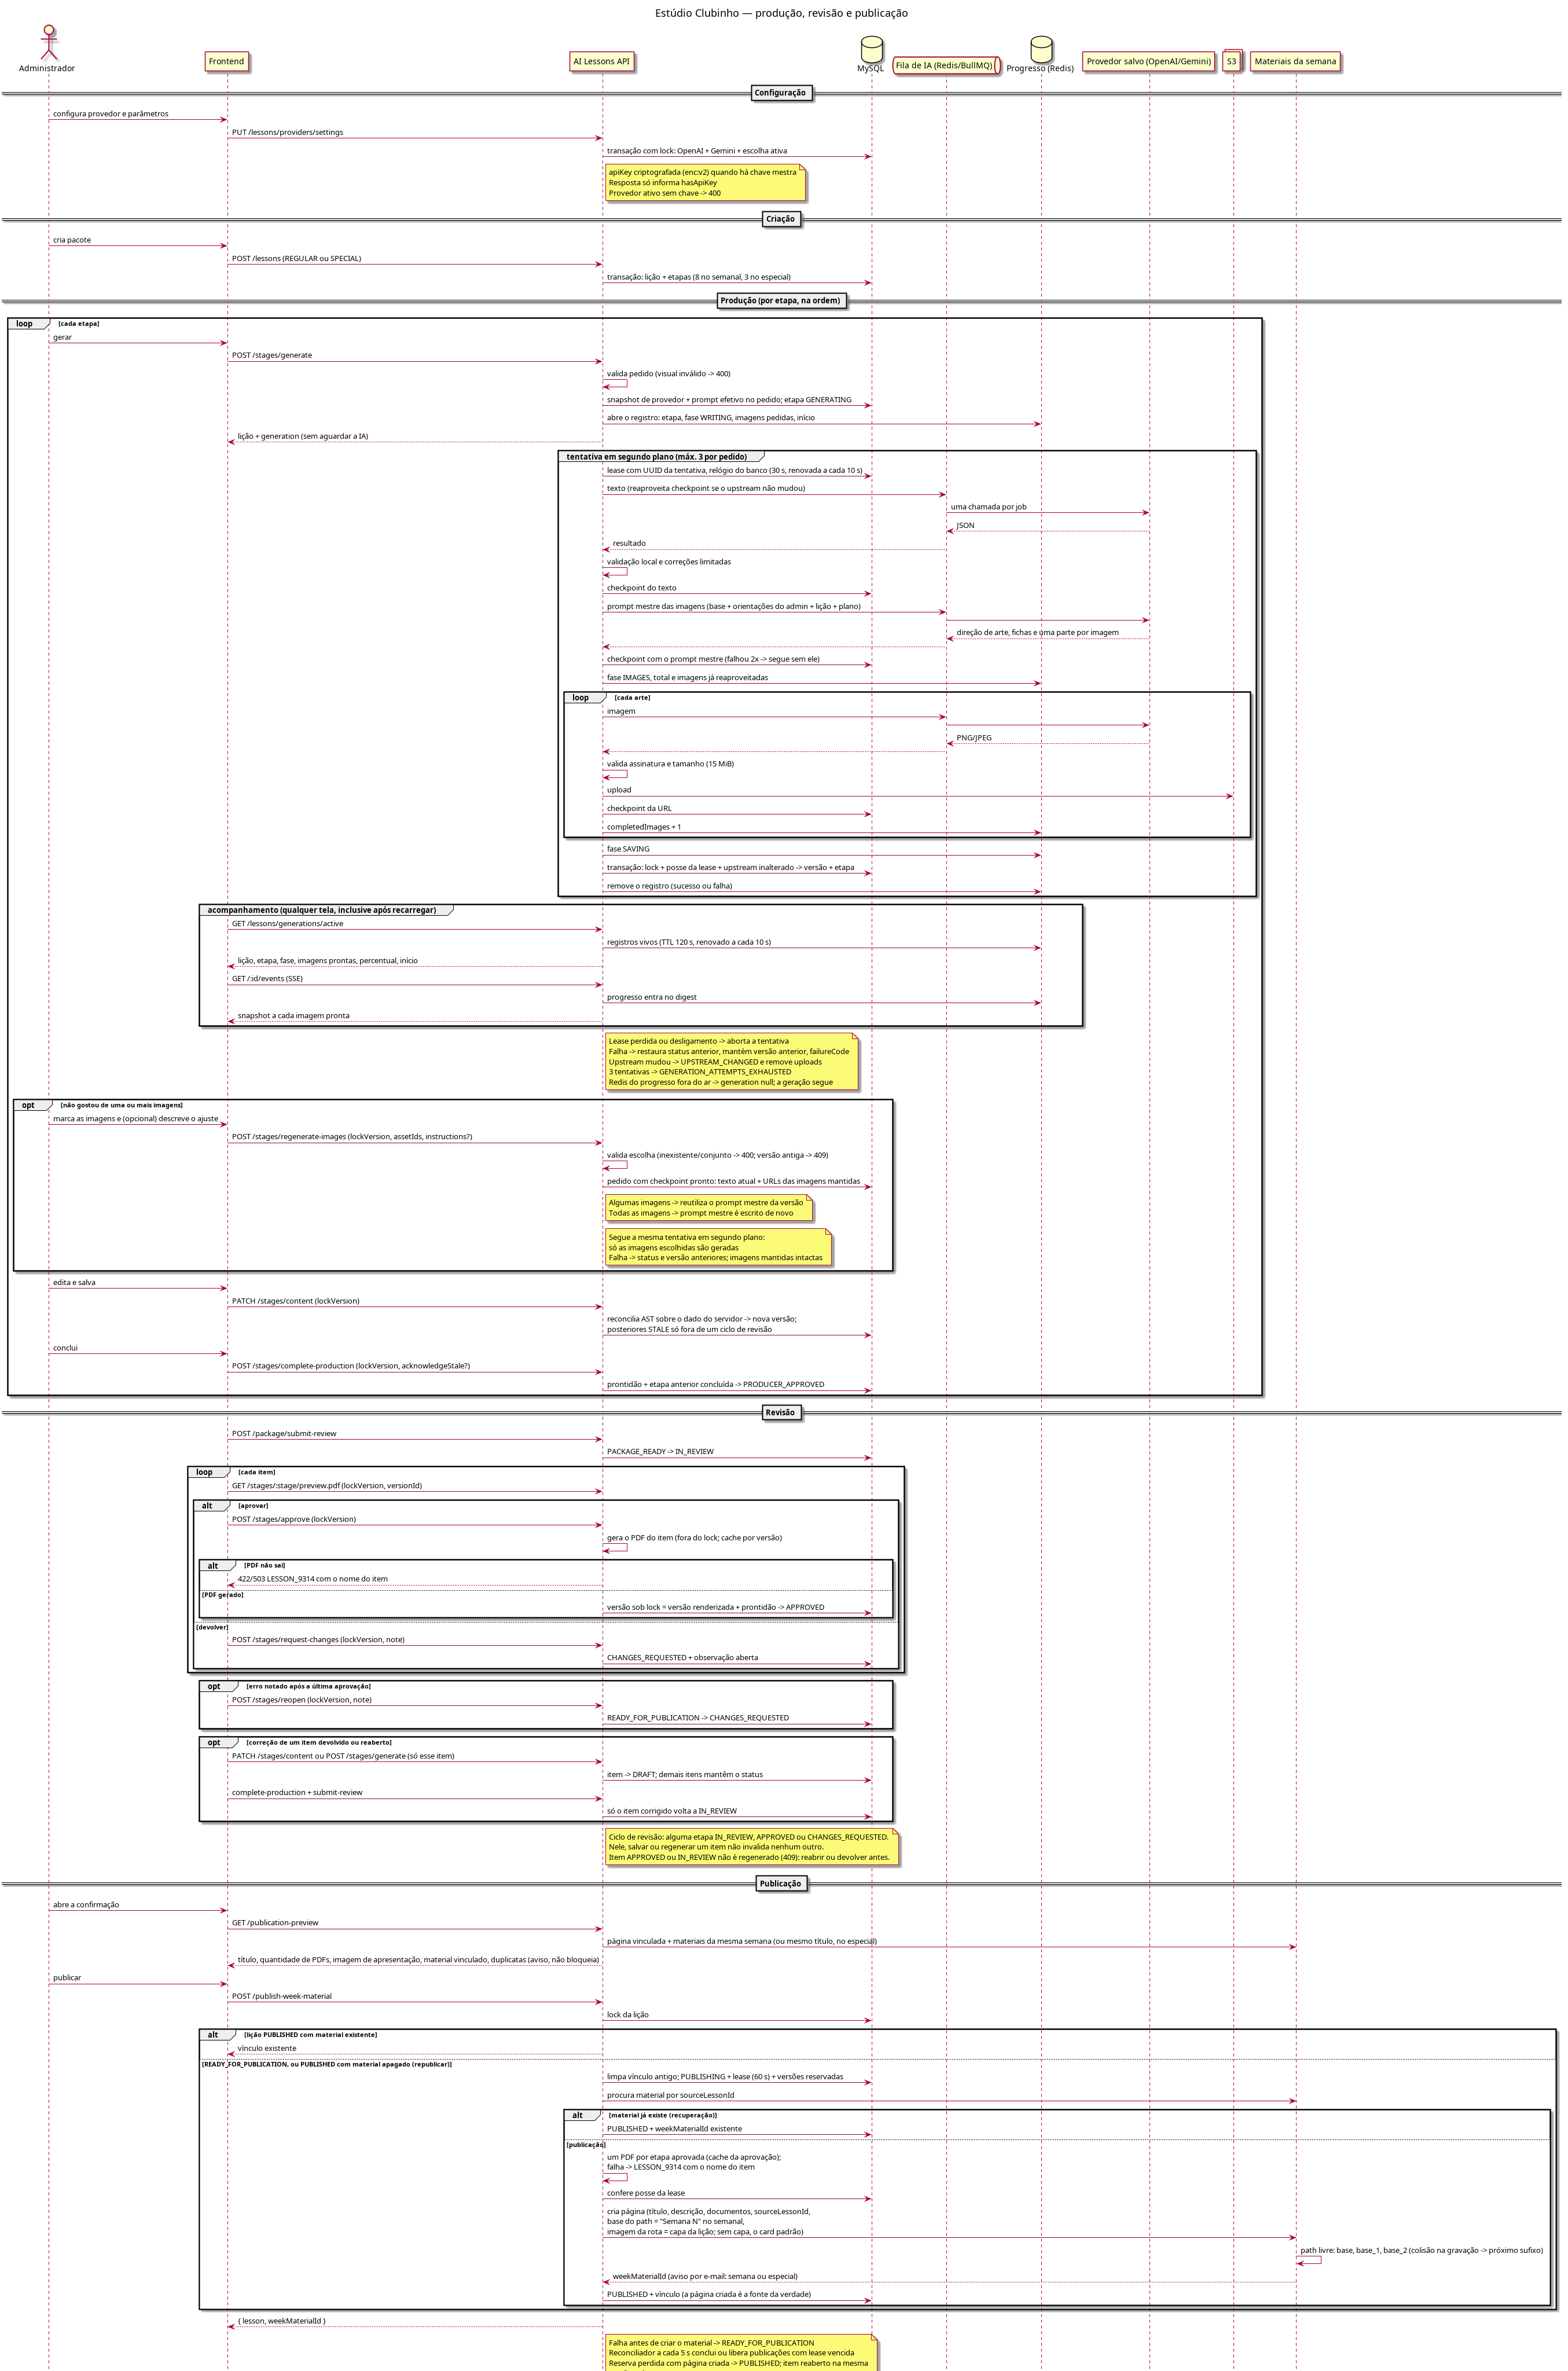 Estúdio Clubinho — produção, revisão e publicação
Administrador
Frontend
AI Lessons API
MySQL
Fila de IA (Redis/BullMQ)
Progresso (Redis)
Provedor salvo (OpenAI/Gemini)
S3
Materiais da semana
Configuração
configura provedor e parâmetros
PUT /lessons/providers/settings
transação com lock: OpenAI + Gemini + escolha ativa
apiKey criptografada (enc:v2) quando há chave mestra
Resposta só informa hasApiKey
Provedor ativo sem chave -> 400
Criação
cria pacote
POST /lessons (REGULAR ou SPECIAL)
transação: lição + etapas (8 no semanal, 3 no especial)
Produção (por etapa, na ordem)
loop [cada etapa]
gerar
POST /stages/generate
valida pedido (visual inválido -> 400)
snapshot de provedor + prompt efetivo no pedido; etapa GENERATING
abre o registro: etapa, fase WRITING, imagens pedidas, início
lição + generation (sem aguardar a IA)
tentativa em segundo plano (máx. 3 por pedido)
lease com UUID da tentativa, relógio do banco (30 s, renovada a cada 10 s)
texto (reaproveita checkpoint se o upstream não mudou)
uma chamada por job
JSON
resultado
validação local e correções limitadas
checkpoint do texto
prompt mestre das imagens (base + orientações do admin + lição + plano)
direção de arte, fichas e uma parte por imagem
checkpoint com o prompt mestre (falhou 2x -> segue sem ele)
fase IMAGES, total e imagens já reaproveitadas
loop [cada arte]
imagem
PNG/JPEG
valida assinatura e tamanho (15 MiB)
upload
checkpoint da URL
completedImages + 1
fase SAVING
transação: lock + posse da lease + upstream inalterado -> versão + etapa
remove o registro (sucesso ou falha)
acompanhamento (qualquer tela, inclusive após recarregar)
GET /lessons/generations/active
registros vivos (TTL 120 s, renovado a cada 10 s)
lição, etapa, fase, imagens prontas, percentual, início
GET /:id/events (SSE)
progresso entra no digest
snapshot a cada imagem pronta
Lease perdida ou desligamento -> aborta a tentativa
Falha -> restaura status anterior, mantém versão anterior, failureCode
Upstream mudou -> UPSTREAM_CHANGED e remove uploads
3 tentativas -> GENERATION_ATTEMPTS_EXHAUSTED
Redis do progresso fora do ar -> generation null; a geração segue
opt [não gostou de uma ou mais imagens]
marca as imagens e (opcional) descreve o ajuste
POST /stages/regenerate-images (lockVersion, assetIds, instructions?)
valida escolha (inexistente/conjunto -> 400; versão antiga -> 409)
pedido com checkpoint pronto: texto atual + URLs das imagens mantidas
Algumas imagens -> reutiliza o prompt mestre da versão
Todas as imagens -> prompt mestre é escrito de novo
Segue a mesma tentativa em segundo plano:
só as imagens escolhidas são geradas
Falha -> status e versão anteriores; imagens mantidas intactas
edita e salva
PATCH /stages/content (lockVersion)
reconcilia AST sobre o dado do servidor -> nova versão;
posteriores STALE só fora de um ciclo de revisão
conclui
POST /stages/complete-production (lockVersion, acknowledgeStale?)
prontidão + etapa anterior concluída -> PRODUCER_APPROVED
Revisão
POST /package/submit-review
PACKAGE_READY -> IN_REVIEW
loop [cada item]
GET /stages/:stage/preview.pdf (lockVersion, versionId)
alt [aprovar]
POST /stages/approve (lockVersion)
gera o PDF do item (fora do lock; cache por versão)
alt [PDF não sai]
422/503 LESSON_9314 com o nome do item
[PDF gerado]
versão sob lock = versão renderizada + prontidão -> APPROVED
[devolver]
POST /stages/request-changes (lockVersion, note)
CHANGES_REQUESTED + observação aberta
opt [erro notado após a última aprovação]
POST /stages/reopen (lockVersion, note)
READY_FOR_PUBLICATION -> CHANGES_REQUESTED
opt [correção de um item devolvido ou reaberto]
PATCH /stages/content ou POST /stages/generate (só esse item)
item -> DRAFT; demais itens mantêm o status
complete-production + submit-review
só o item corrigido volta a IN_REVIEW
Ciclo de revisão: alguma etapa IN_REVIEW, APPROVED ou CHANGES_REQUESTED.
Nele, salvar ou regenerar um item não invalida nenhum outro.
Item APPROVED ou IN_REVIEW não é regenerado (409): reabrir ou devolver antes.
Publicação
abre a confirmação
GET /publication-preview
página vinculada + materiais da mesma semana (ou mesmo título, no especial)
título, quantidade de PDFs, imagem de apresentação, material vinculado, duplicatas (aviso, não bloqueia)
publicar
POST /publish-week-material
lock da lição
alt [lição PUBLISHED com material existente]
vínculo existente
[READY_FOR_PUBLICATION, ou PUBLISHED com material apagado (republicar)]
limpa vínculo antigo; PUBLISHING + lease (60 s) + versões reservadas
procura material por sourceLessonId
alt [material já existe (recuperação)]
PUBLISHED + weekMaterialId existente
[publicação]
um PDF por etapa aprovada (cache da aprovação);
falha -> LESSON_9314 com o nome do item
confere posse da lease
cria página (título, descrição, documentos, sourceLessonId,
base do path = "Semana N" no semanal,
imagem da rota = capa da lição; sem capa, o card padrão)
path livre: base, base_1, base_2 (colisão na gravação -> próximo sufixo)
weekMaterialId (aviso por e-mail: semana ou especial)
PUBLISHED + vínculo (a página criada é a fonte da verdade)
{ lesson, weekMaterialId }
Falha antes de criar o material -> READY_FOR_PUBLICATION
Reconciliador a cada 5 s conclui ou libera publicações com lease vencida
Reserva perdida com página criada -> PUBLISHED; item reaberto na mesma